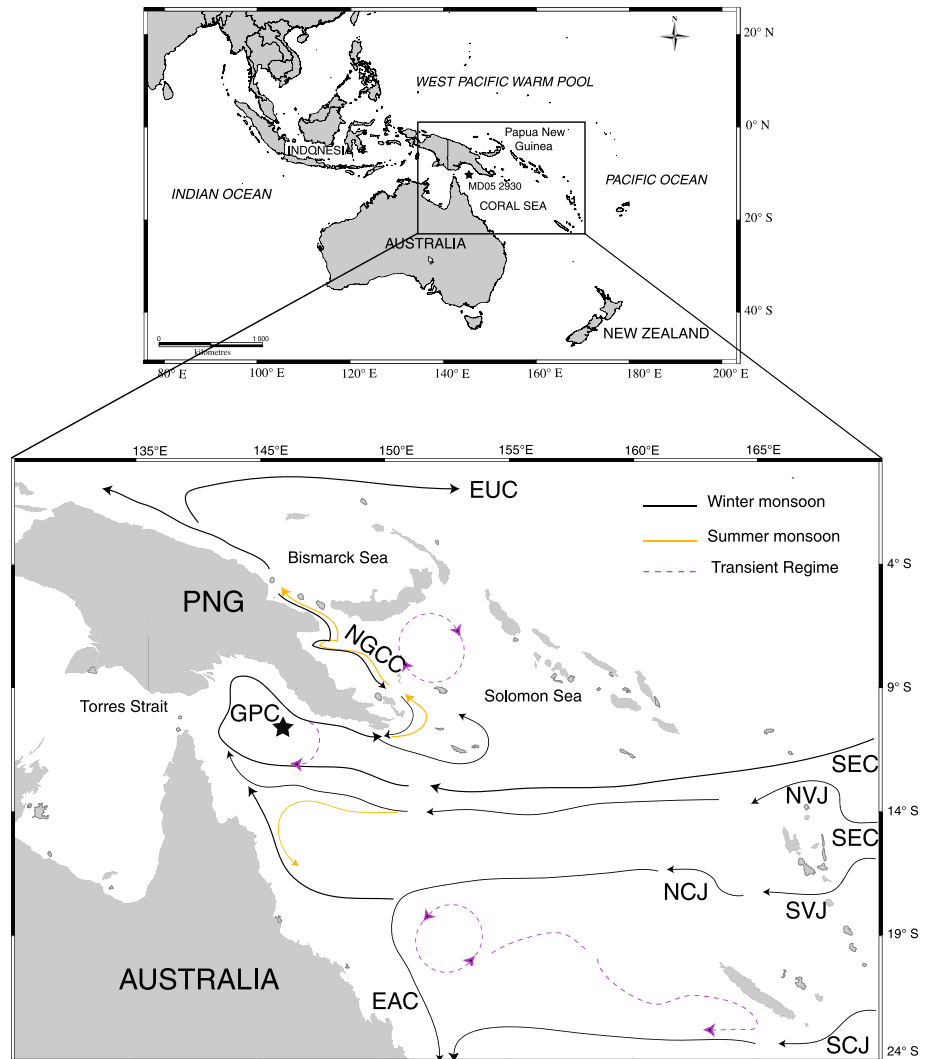 N
20° N
WEST PACIFIC WARM POOL
0° N
Papua New
Guinea
INDONESIA
MD05 2930
PACIFIC OCEAN
INDIAN OCEAN
CORAL SEA
20° S
AUSTRALIA
40° S
NEW ZEALAND
0 1 000
kilometres
80° E 100° E 120° E 140° E 160° E 180° E 200° E
135°E 145°E 150°E 155°E 160°E 165°E
EUC
Winter monsoon
Summer monsoon
Transient Regime
Bismarck Sea
4° S
PNG
NGCC
9° S
Torres Strait
GPC
Solomon Sea
SEC
NVJ
14° S
SEC
NCJ
SVJ
19° S
AUSTRALIA
EAC
SCJ
24° S